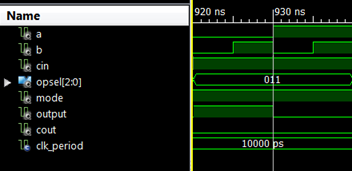 Name
920 ns
930 ns
a
b
cin
opsel[2:0]
011
mode
output
cout
clk_period
10000 ps